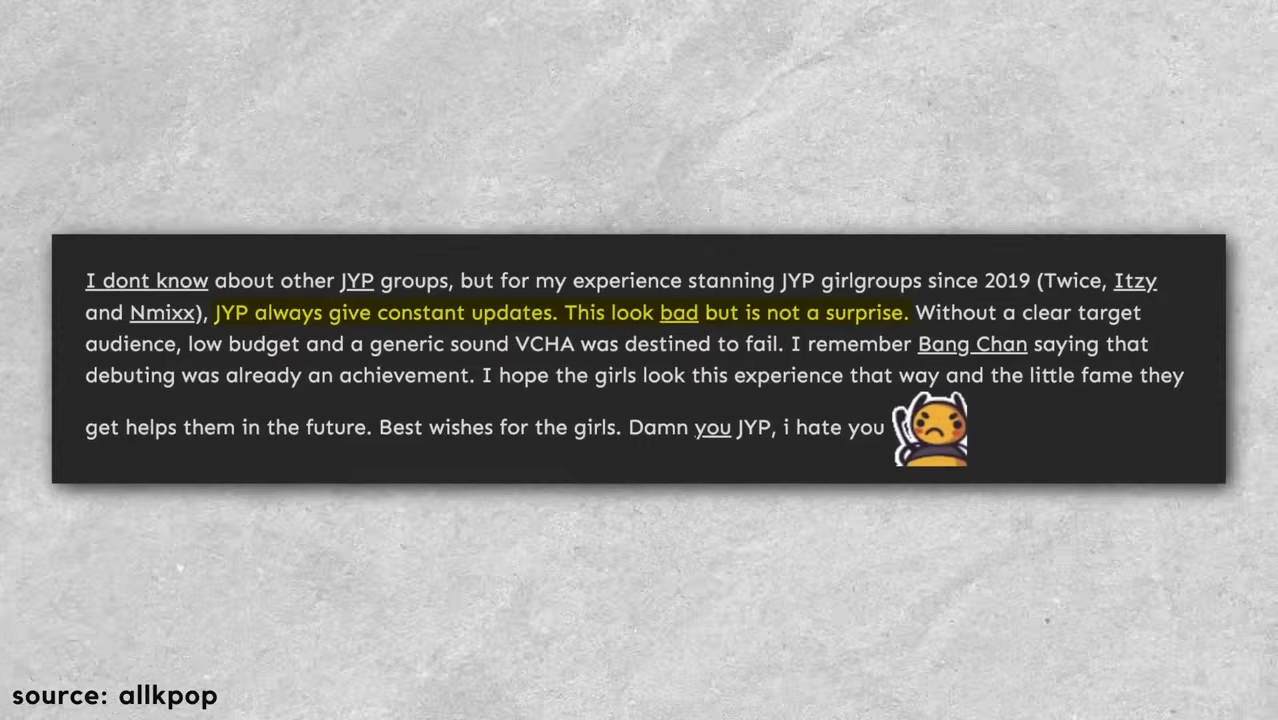 I dont know about other JYP groups, but for my experience stanning JYP girlgroups since 2019 (Twice, Itzy
and Nmixx), JYP always give constant updates. This look bad but is not a surprise. Without a clear target
audience, low budget and a generic sound VCHA was destined to fail. I remember Bang Chan saying that
debuting was already an achievement. I hope the girls look this experience that way and the little fame they
get helps them in the future. Best wishes for the girls. Damn you JYP, i hate you
source: allkpop